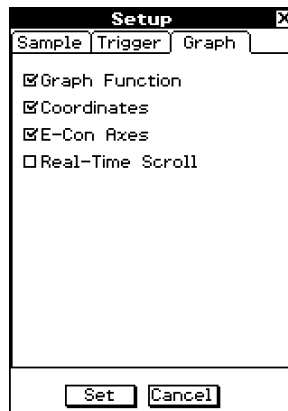 Setup
Sample Trigger Graph
Graph Function
Coordinates
E-Con Axes
Real-Time Scroll
Set Cancel